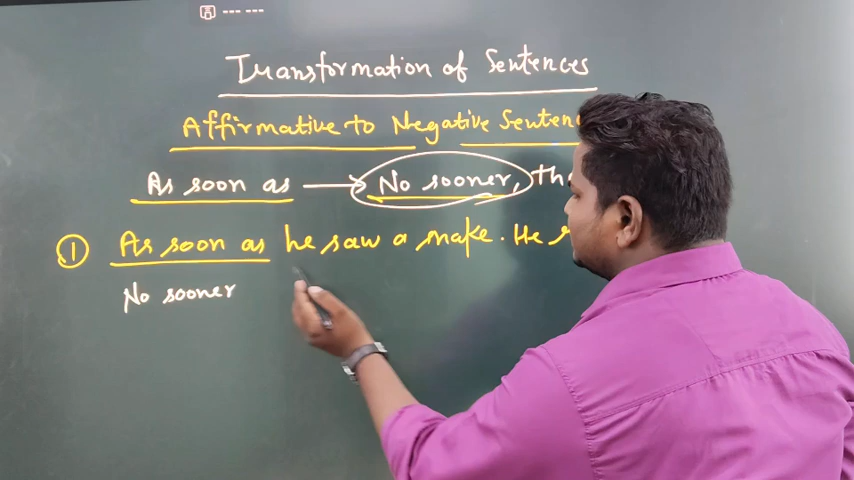 Transformation of Sentences
Affirmative to Negative Sentenc
As soon as → No sooner, tha
① As soon as he saw a snake. He
No sooner